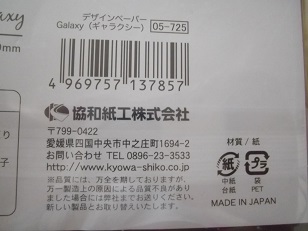 デザインペーパー
Galaxy（ギャラクシー） 05-725
4 969757 137857
協和紙工株式会社
〒799-0422
愛媛県四国中央市中之庄町1694-2
お問い合わせ TEL 0896-23-3533
http://www.kyowa-shiko.co.jp/
※品質には、万全を期しておりますが、
万一製造上の原因による品質不良が
ありました場合には弊社までお送りください。
新しい製品とお取り替えいたします。
材質／紙
紙 プラ
中紙 袋
台紙 PET
MADE IN JAPAN